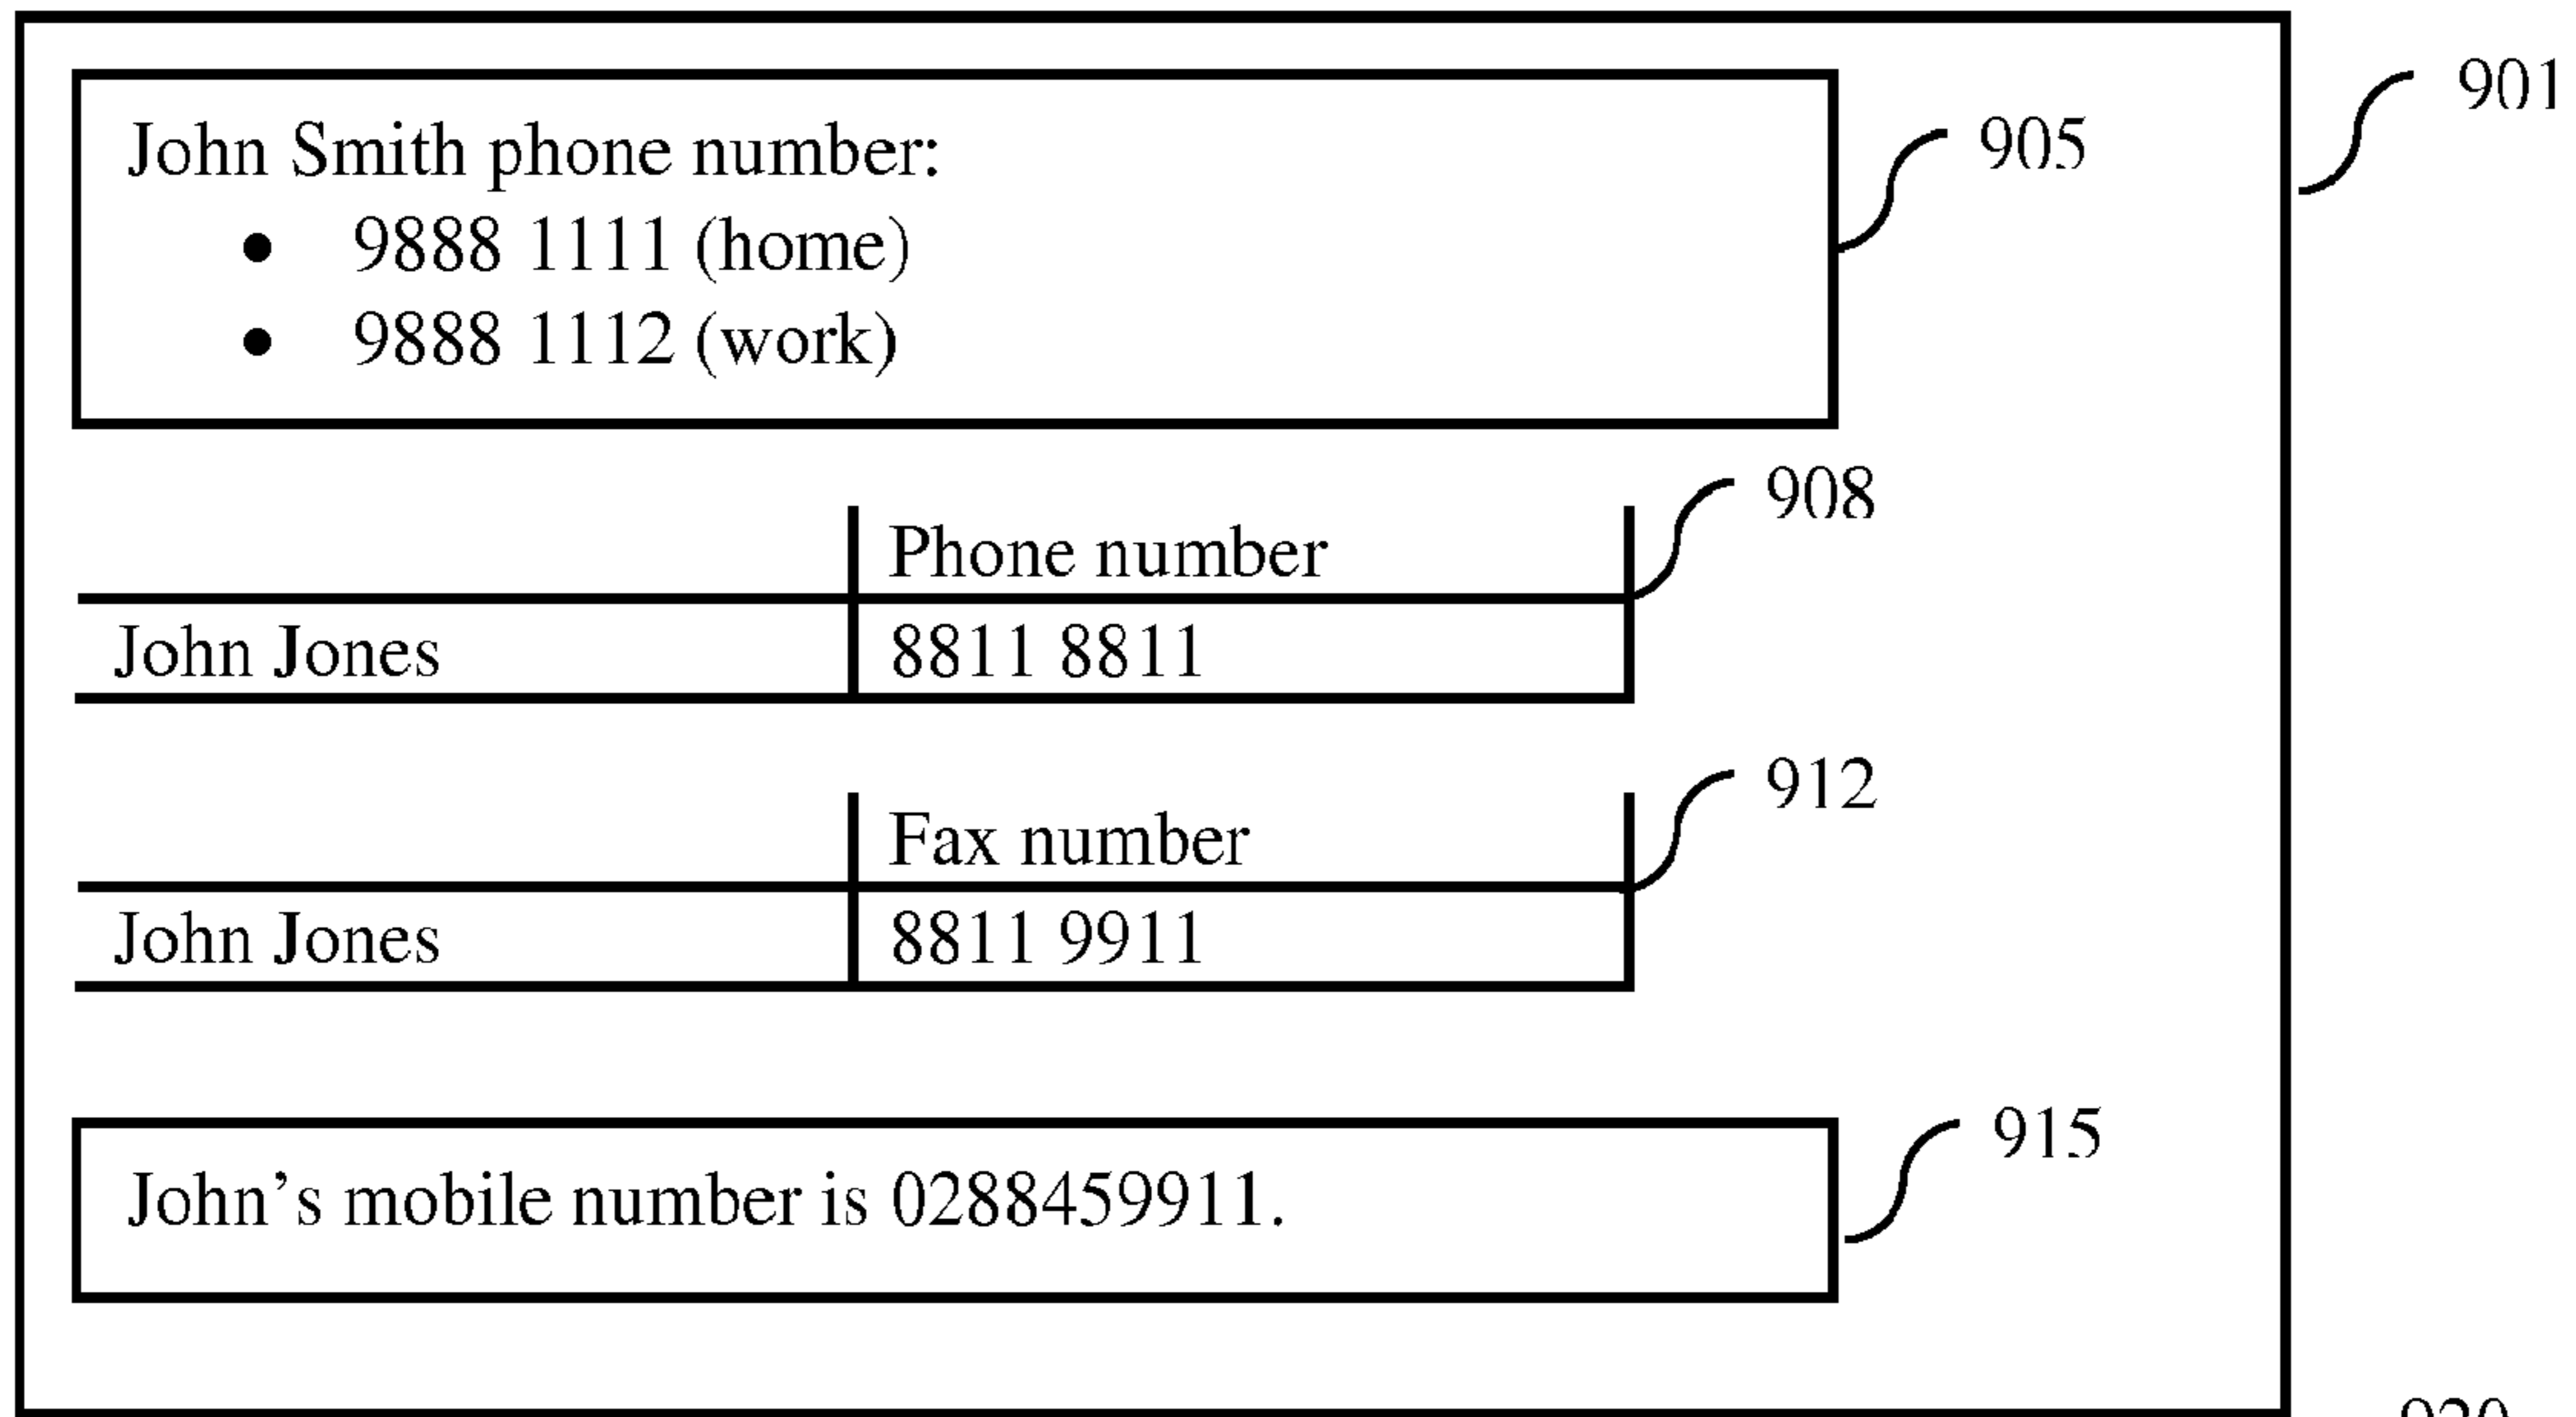 901
John Smith phone number:
905
• 9888 1111 (home)
• 9888 1112 (work)
908
Phone number
John Jones 8811 8811
912
Fax number
John Jones 8811 9911
915
John’s mobile number is 0288459911.